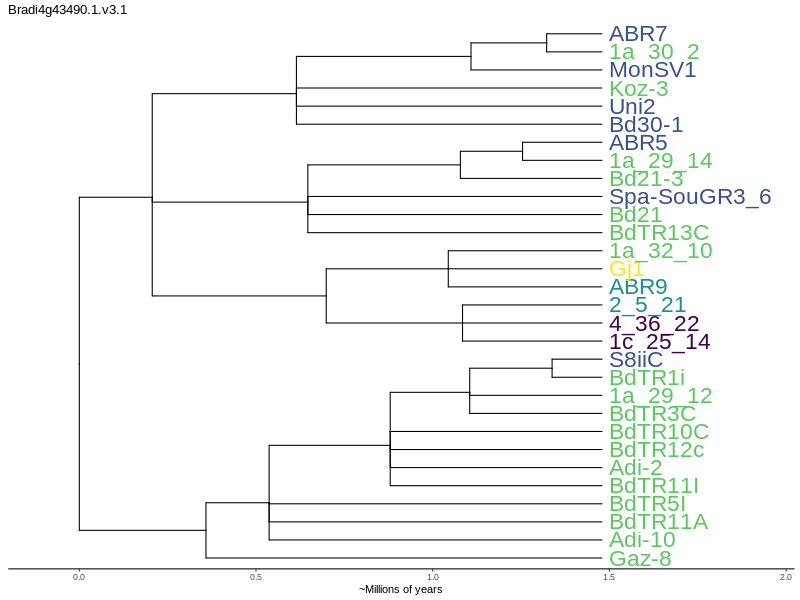 Bradi4g43490.1.v3.1
ABR7
1a_30_2
MonSV1
Koz-3
Uni2
Bd30-1
ABR5
1a_29_14
Bd21-3
Spa-SouGR3_6
Bd21
BdTR13C
1a_32_10
Gj1
ABR9
2_5_21
4_36_22
1c_25_14
S8iiC
BdTR1i
1a_29_12
BdTR3C
BdTR10C
BdTR12c
Adi-2
BdTR11I
BdTR5I
BdTR11A
Adi-10
Gaz-8
0.0 0.5 1.0 1.5 2.0
~Millions of years